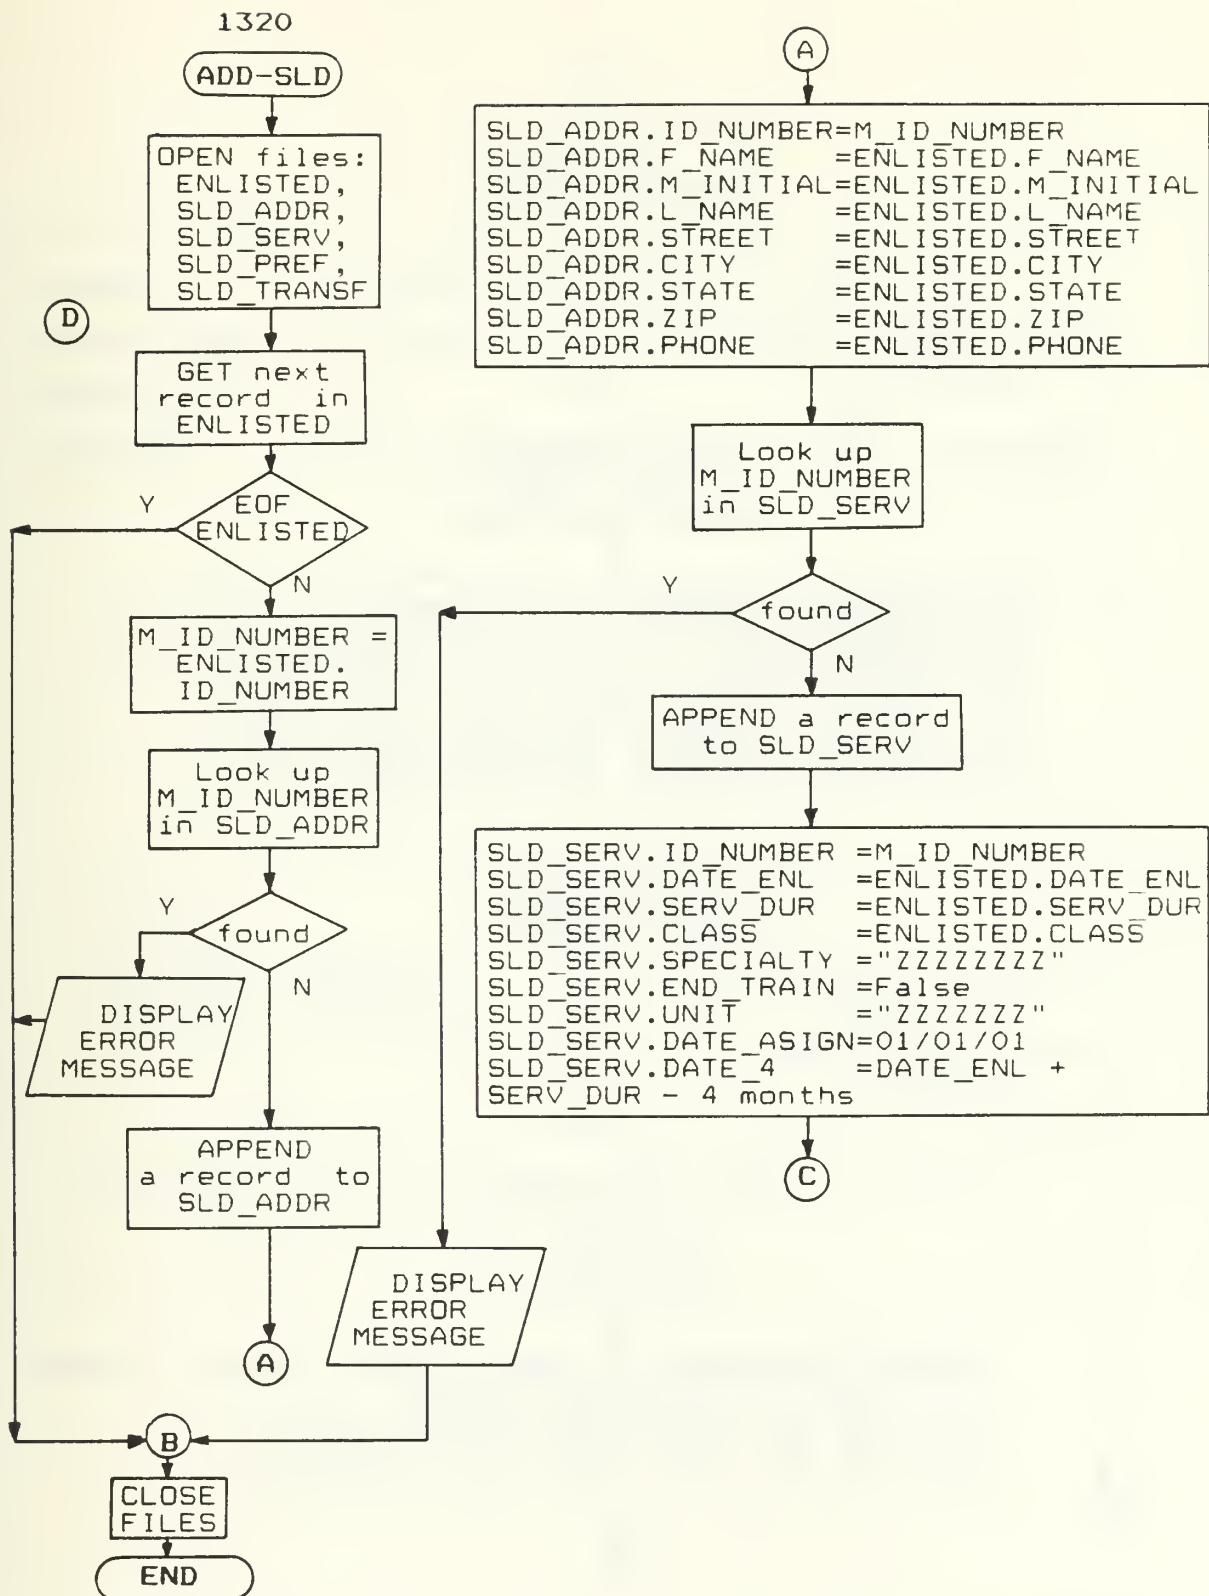 1320
ADD-SLD
OPEN files:
ENLISTED,
SLD_ADDR,
SLD_SERV,
SLD_PREF,
SLD_TRANSF
D
GET next
record in
ENLISTED
EOF
ENLISTED
Y
N
M_ID_NUMBER =
ENLISTED.
ID_NUMBER
Look up
M_ID_NUMBER
in SLD_ADDR
found
Y
N
DISPLAY
ERROR
MESSAGE
APPEND
a record to
SLD_ADDR
A
B
CLOSE
FILES
END
A
SLD_ADDR.ID_NUMBER=M_ID_NUMBER
SLD_ADDR.F_NAME =ENLISTED.F_NAME
SLD_ADDR.M_INITIAL=ENLISTED.M_INITIAL
SLD_ADDR.L_NAME =ENLISTED.L_NAME
SLD_ADDR.STREET =ENLISTED.STREET
SLD_ADDR.CITY =ENLISTED.CITY
SLD_ADDR.STATE =ENLISTED.STATE
SLD_ADDR.ZIP =ENLISTED.ZIP
SLD_ADDR.PHONE =ENLISTED.PHONE
Look up
M_ID_NUMBER
in SLD_SERV
found
Y
N
APPEND a record
to SLD_SERV
SLD_SERV.ID_NUMBER =M_ID_NUMBER
SLD_SERV.DATE_ENL =ENLISTED.DATE_ENL
SLD_SERV.SERV_DUR =ENLISTED.SERV_DUR
SLD_SERV.CLASS =ENLISTED.CLASS
SLD_SERV.SPECIALTY ="ZZZZZZZZ"
SLD_SERV.END_TRAIN =False
SLD_SERV.UNIT ="ZZZZZZZ"
SLD_SERV.DATE_ASIGN=01/01/01
SLD_SERV.DATE_4 =DATE_ENL +
SERV_DUR - 4 months
C
DISPLAY
ERROR
MESSAGE